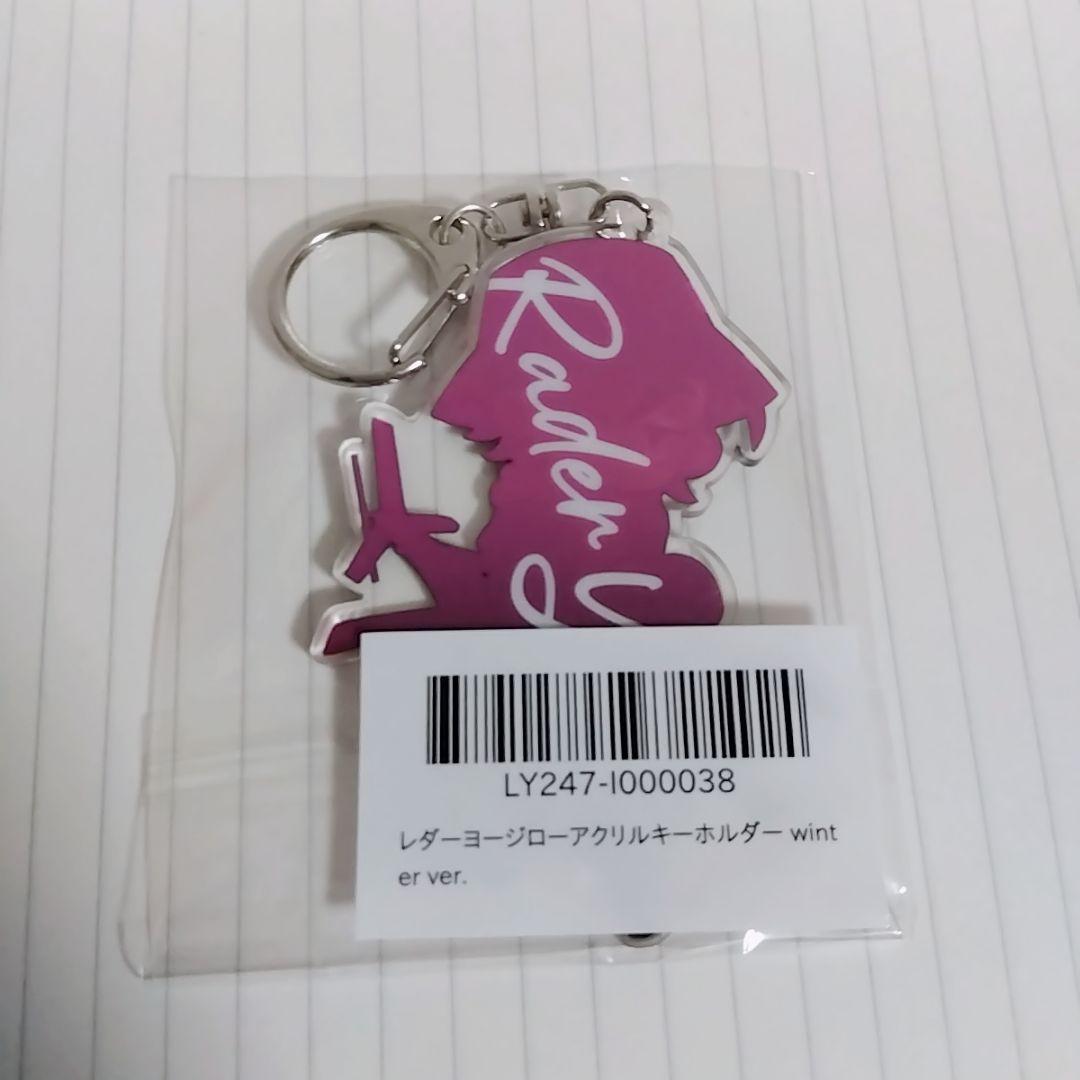 Rader Y
LY247-I000038
レダーヨージローアクリルキーホルダー wint
er ver.